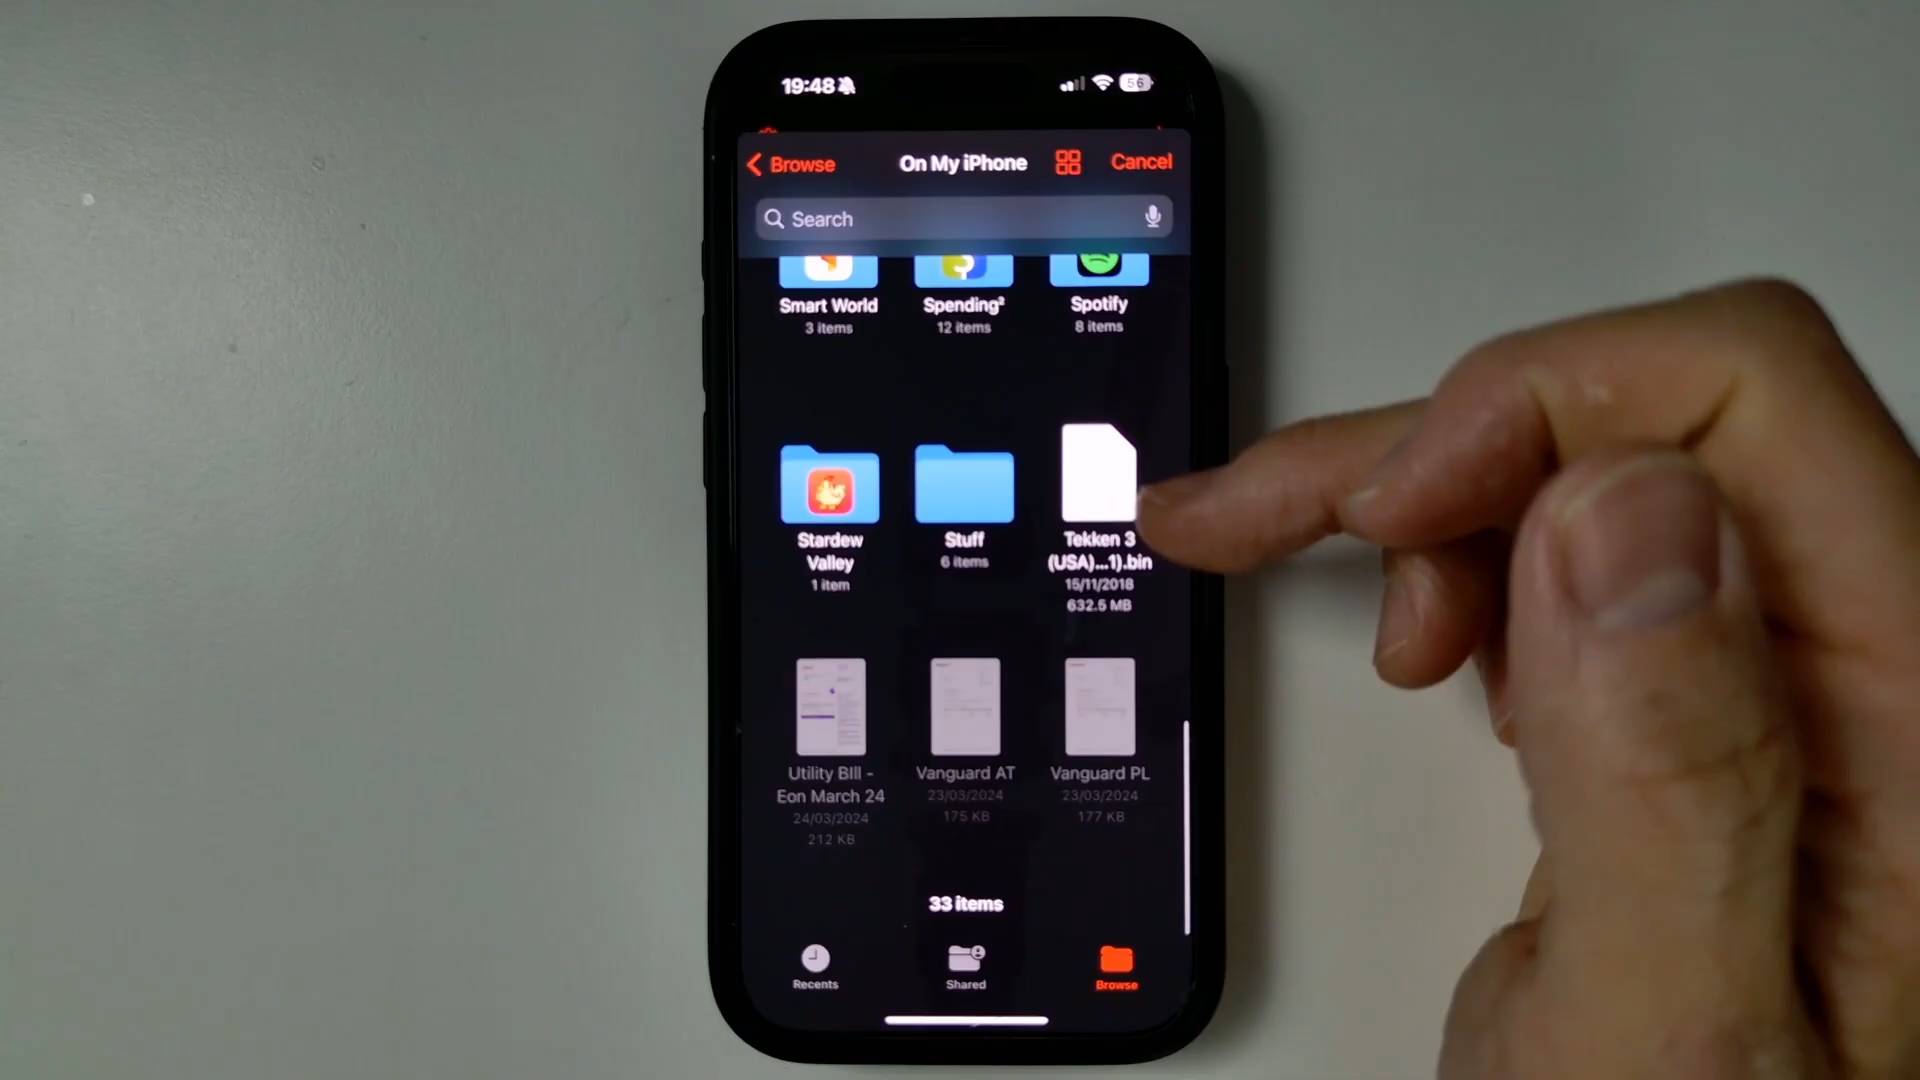 19:48
56
Browse
On My iPhone
Cancel
Search
Smart World
3 items
Spending²
12 items
Spotify
8 items
Stardew
Valley
1 item
Stuff
6 items
Tekken 3
(USA)...1).bin
15/11/2018
632.5 MB
Utility BIll -
Eon March 24
24/03/2024
212 KB
Vanguard AT
23/03/2024
175 KB
Vanguard PL
23/03/2024
177 KB
33 items
Recents
Shared
Browse